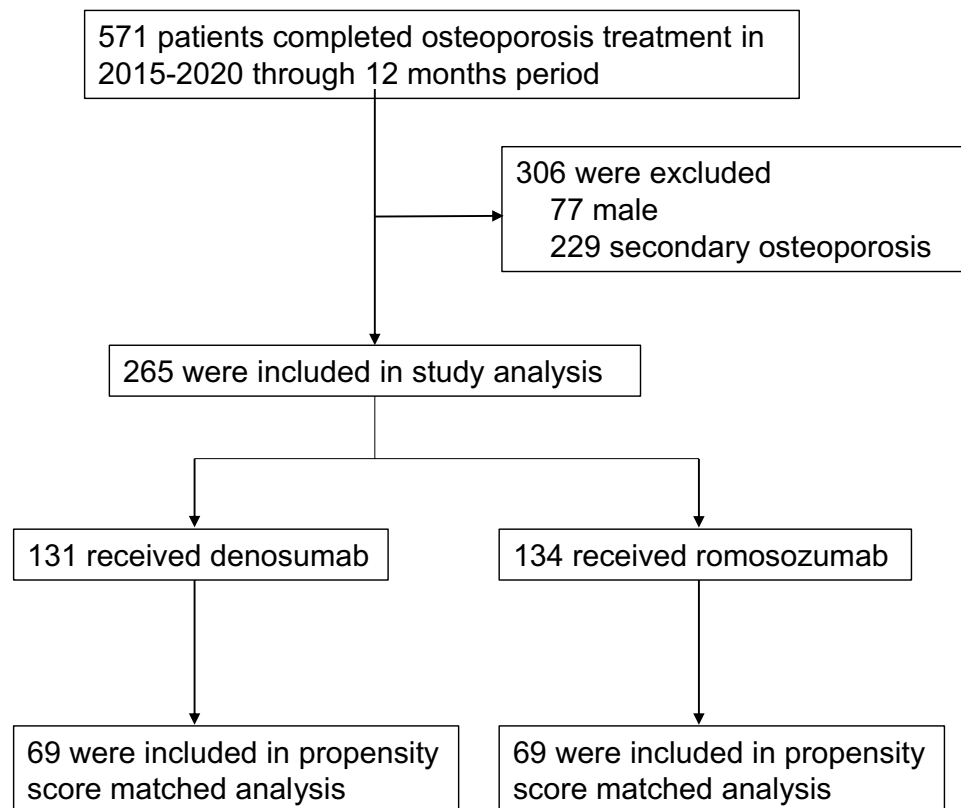 571 patients completed osteoporosis treatment in
2015-2020 through 12 months period
306 were excluded
77 male
229 secondary osteoporosis
265 were included in study analysis
131 received denosumab
134 received romosozumab
69 were included in propensity
score matched analysis
69 were included in propensity
score matched analysis